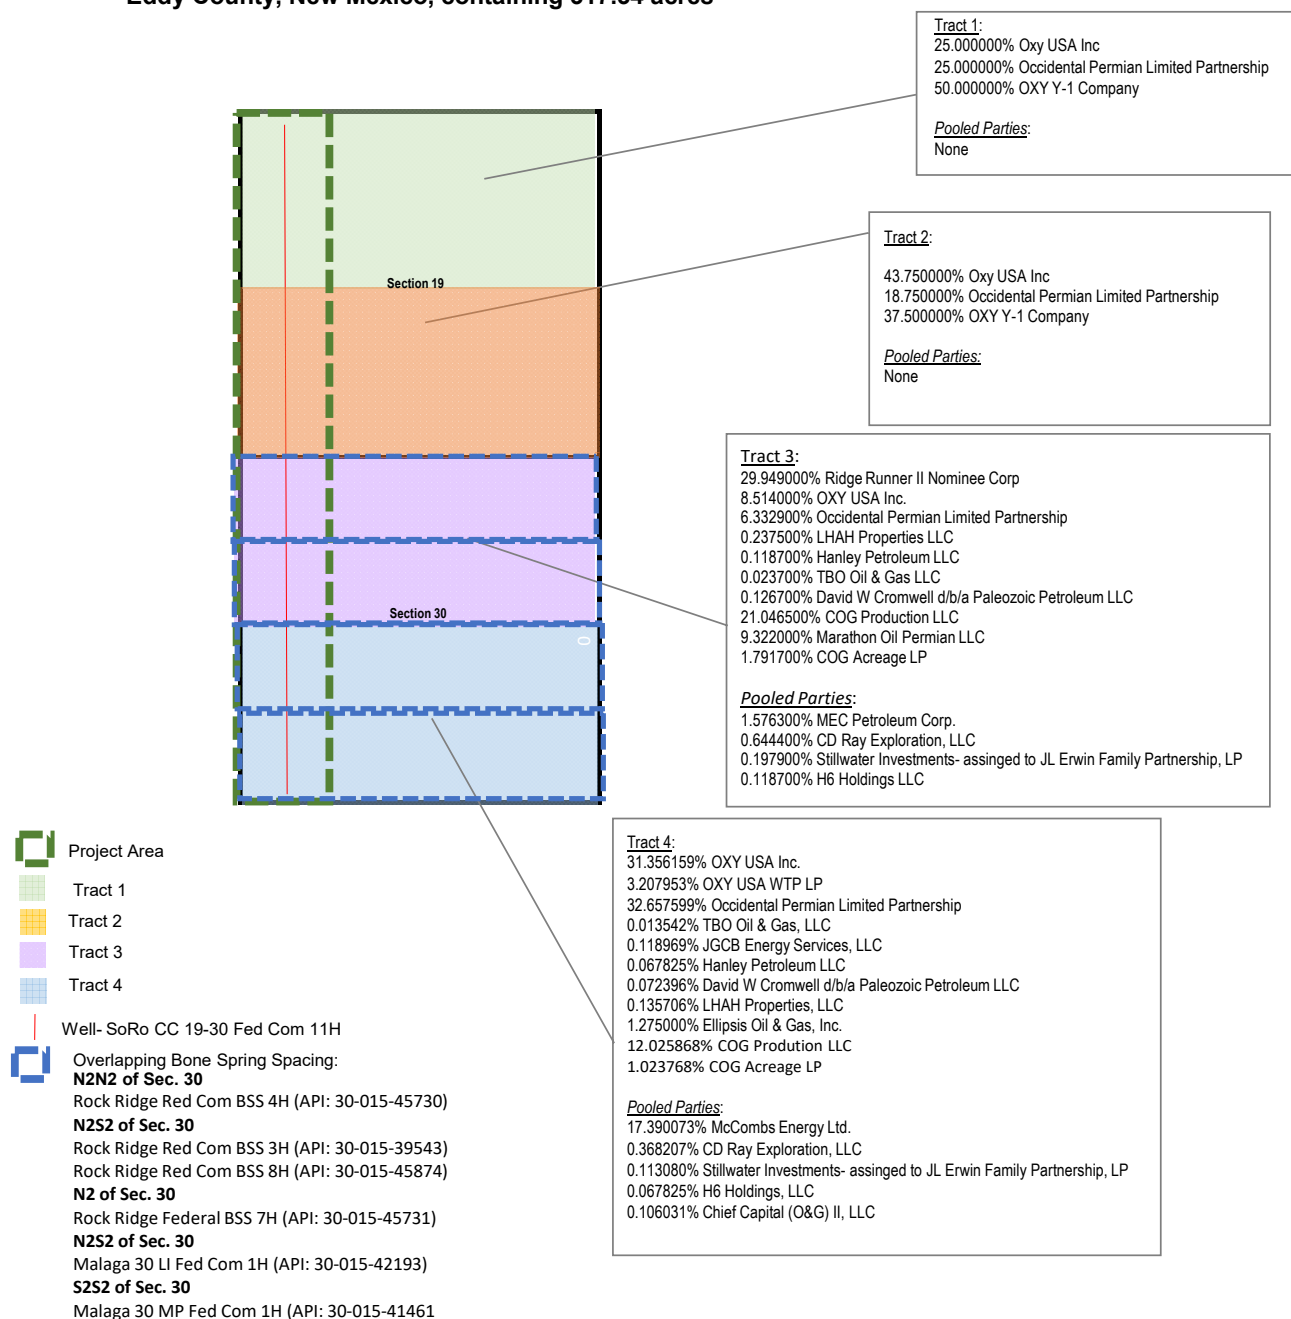 Eddy County, New Mexico, containing 617.54 acres
Tract 1:
25.000000% Oxy USA Inc
25.000000% Occidental Permian Limited Partnership
50.000000% OXY Y-1 Company
Pooled Parties:
None
Section 19
Tract 2:
43.750000% Oxy USA Inc
18.750000% Occidental Permian Limited Partnership
37.500000% OXY Y-1 Company
Pooled Parties:
None
Section 30
0
Tract 3:
29.949000% Ridge Runner II Nominee Corp
8.514000% OXY USA Inc.
6.332900% Occidental Permian Limited Partnership
0.237500% LHAH Properties LLC
0.118700% Hanley Petroleum LLC
0.023700% TBO Oil & Gas LLC
0.126700% David W Cromwell d/b/a Paleozoic Petroleum LLC
21.046500% COG Production LLC
9.322000% Marathon Oil Permian LLC
1.791700% COG Acreage LP
Pooled Parties:
1.576300% MEC Petroleum Corp.
0.644400% CD Ray Exploration, LLC
0.197900% Stillwater Investments- assinged to JL Erwin Family Partnership, LP
0.118700% H6 Holdings LLC
Tract 4:
31.356159% OXY USA Inc.
3.207953% OXY USA WTP LP
32.657599% Occidental Permian Limited Partnership
0.013542% TBO Oil & Gas, LLC
0.118969% JGCB Energy Services, LLC
0.067825% Hanley Petroleum LLC
0.072396% David W Cromwell d/b/a Paleozoic Petroleum LLC
0.135706% LHAH Properties, LLC
1.275000% Ellipsis Oil & Gas, Inc.
12.025868% COG Prodution LLC
1.023768% COG Acreage LP
Pooled Parties:
17.390073% McCombs Energy Ltd.
0.368207% CD Ray Exploration, LLC
0.113080% Stillwater Investments- assinged to JL Erwin Family Partnership, LP
0.067825% H6 Holdings, LLC
0.106031% Chief Capital (O&G) II, LLC
Project Area
Tract 1
Tract 2
Tract 3
Tract 4
Well- SoRo CC 19-30 Fed Com 11H
Overlapping Bone Spring Spacing:
N2N2 of Sec. 30
Rock Ridge Red Com BSS 4H (API: 30-015-45730)
N2S2 of Sec. 30
Rock Ridge Red Com BSS 3H (API: 30-015-39543)
Rock Ridge Red Com BSS 8H (API: 30-015-45874)
N2 of Sec. 30
Rock Ridge Federal BSS 7H (API: 30-015-45731)
N2S2 of Sec. 30
Malaga 30 LI Fed Com 1H (API: 30-015-42193)
S2S2 of Sec. 30
Malaga 30 MP Fed Com 1H (API: 30-015-41461